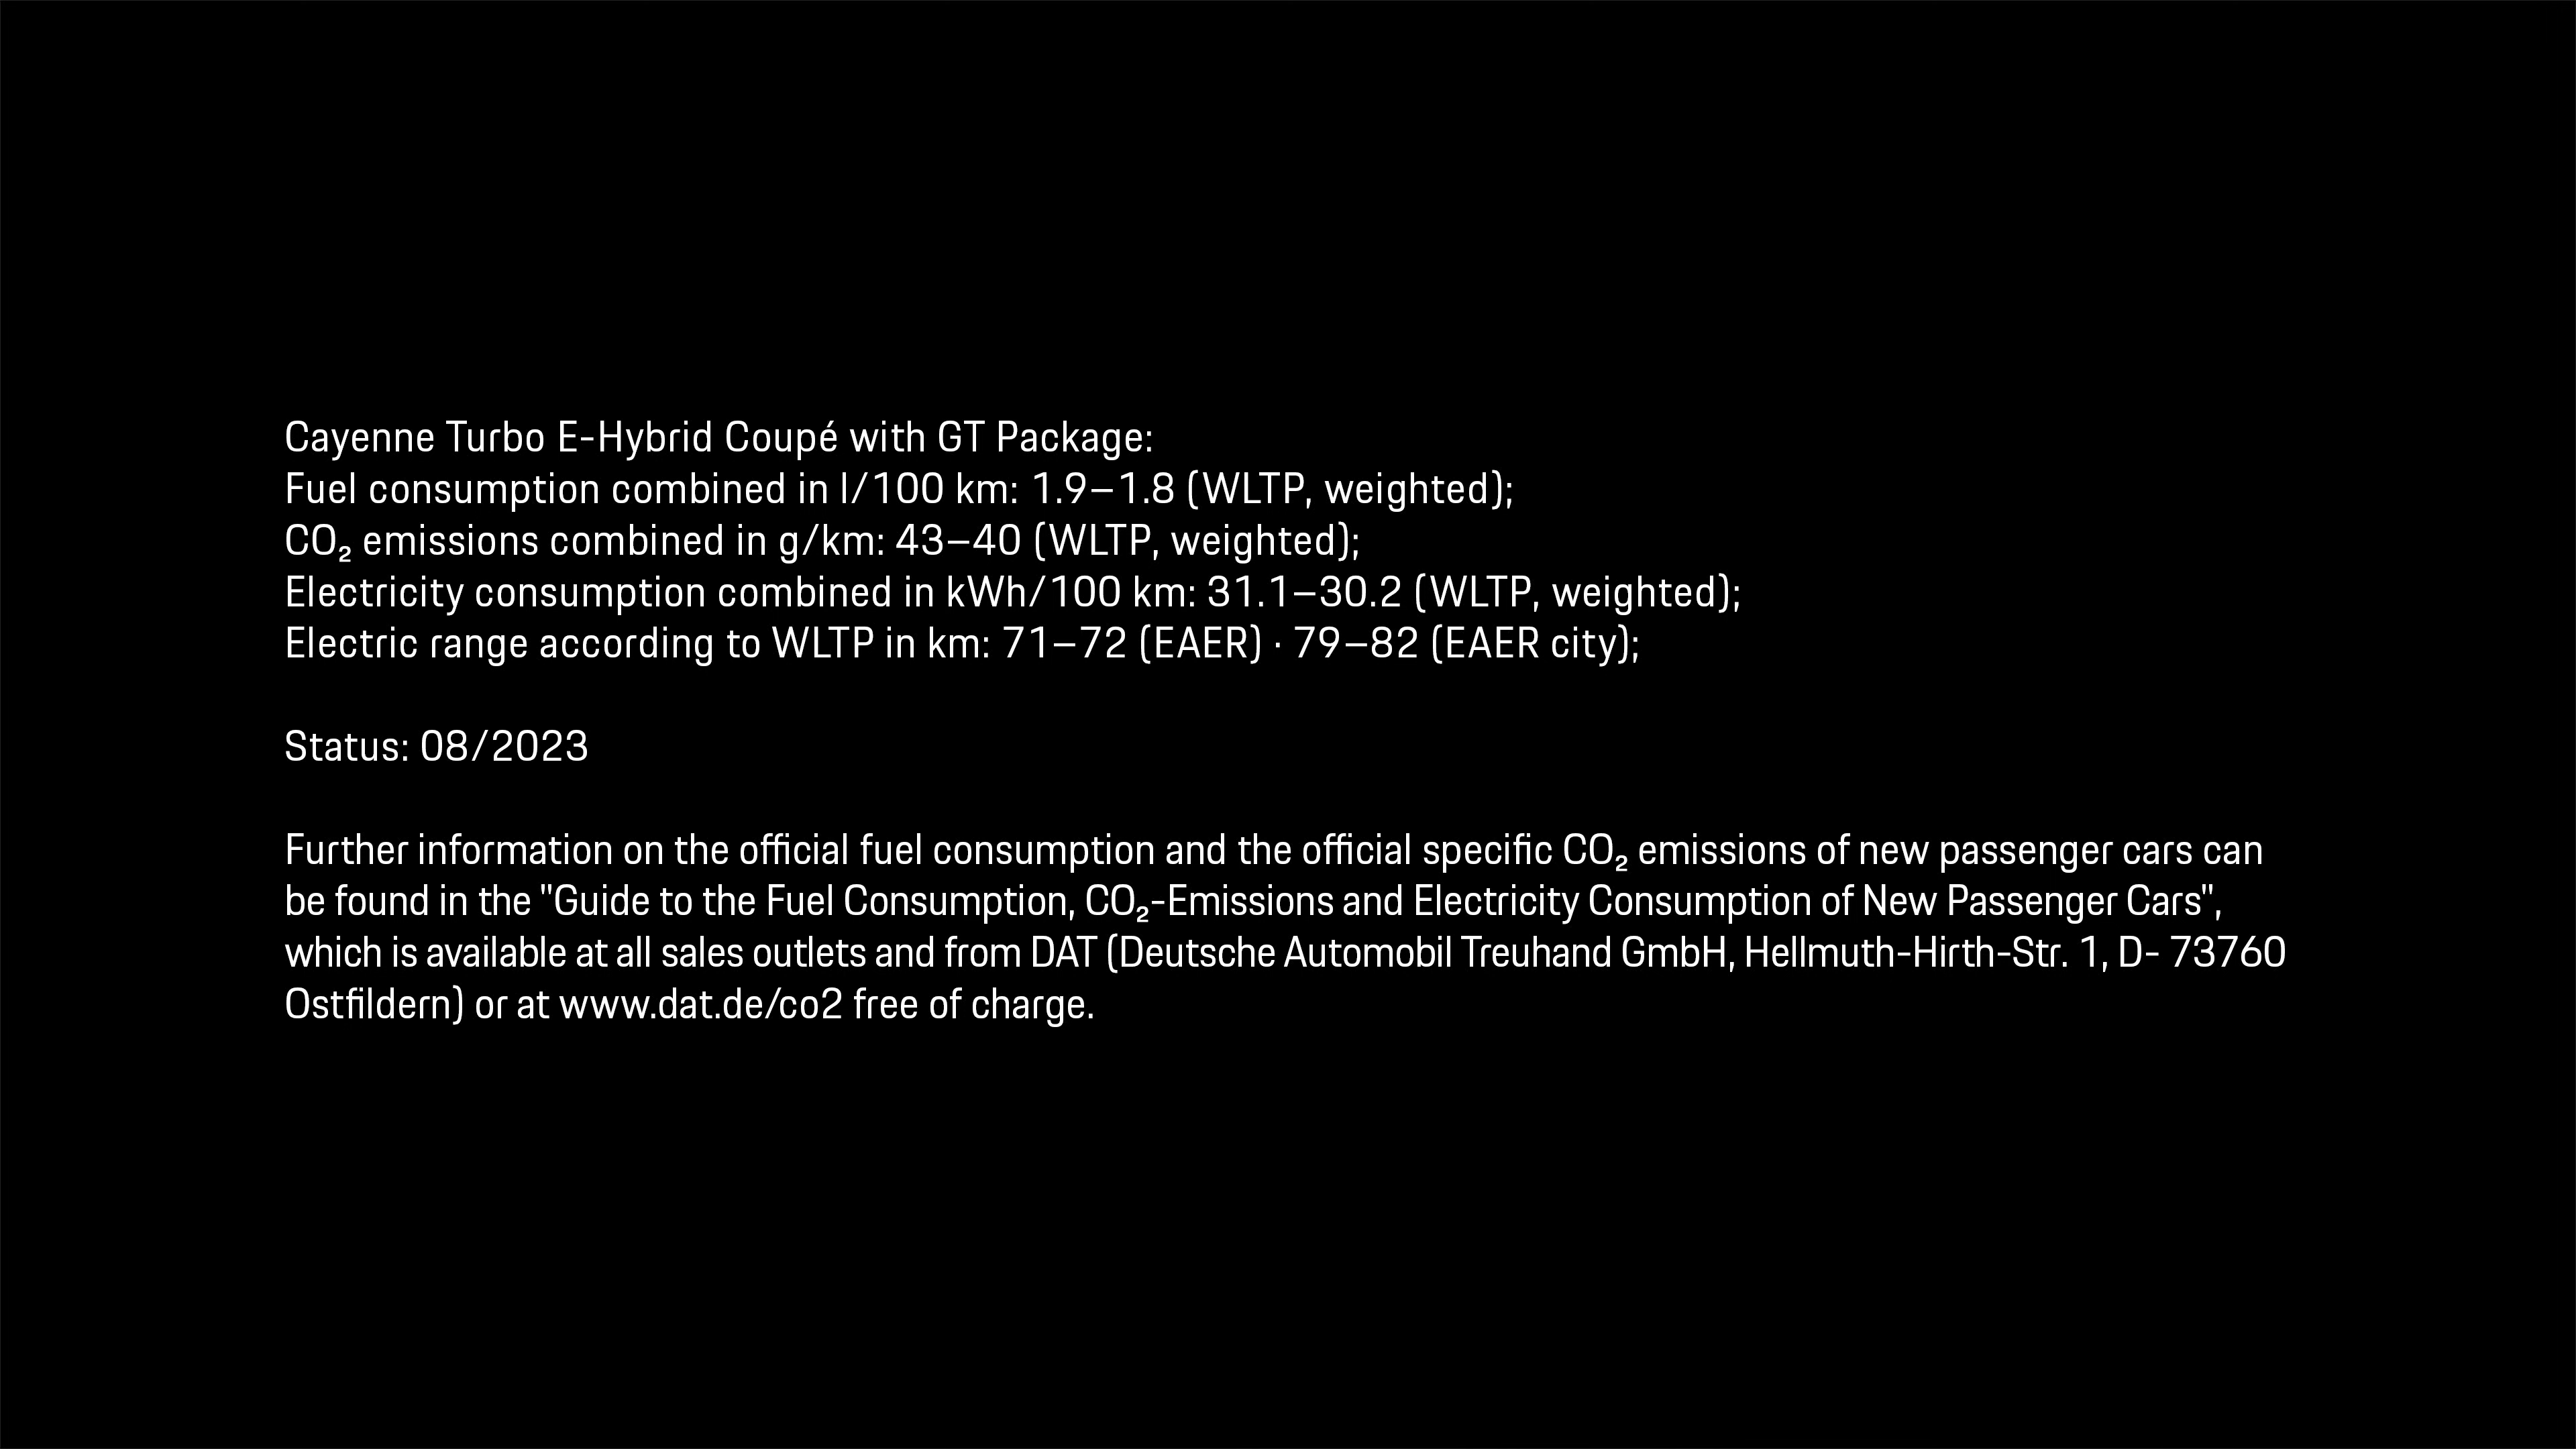 Cayenne Turbo E-Hybrid Coupé with GT Package:
Fuel consumption combined in l/100 km: 1.9–1.8 (WLTP, weighted);
CO₂ emissions combined in g/km: 43–40 (WLTP, weighted);
Electricity consumption combined in kWh/100 km: 31.1–30.2 (WLTP, weighted);
Electric range according to WLTP in km: 71–72 (EAER) · 79–82 (EAER city);
Status: 08/2023
Further information on the official fuel consumption and the official specific CO₂ emissions of new passenger cars can
be found in the "Guide to the Fuel Consumption, CO₂-Emissions and Electricity Consumption of New Passenger Cars",
which is available at all sales outlets and from DAT (Deutsche Automobil Treuhand GmbH, Hellmuth-Hirth-Str. 1, D- 73760
Ostfildern) or at www.dat.de/co2 free of charge.